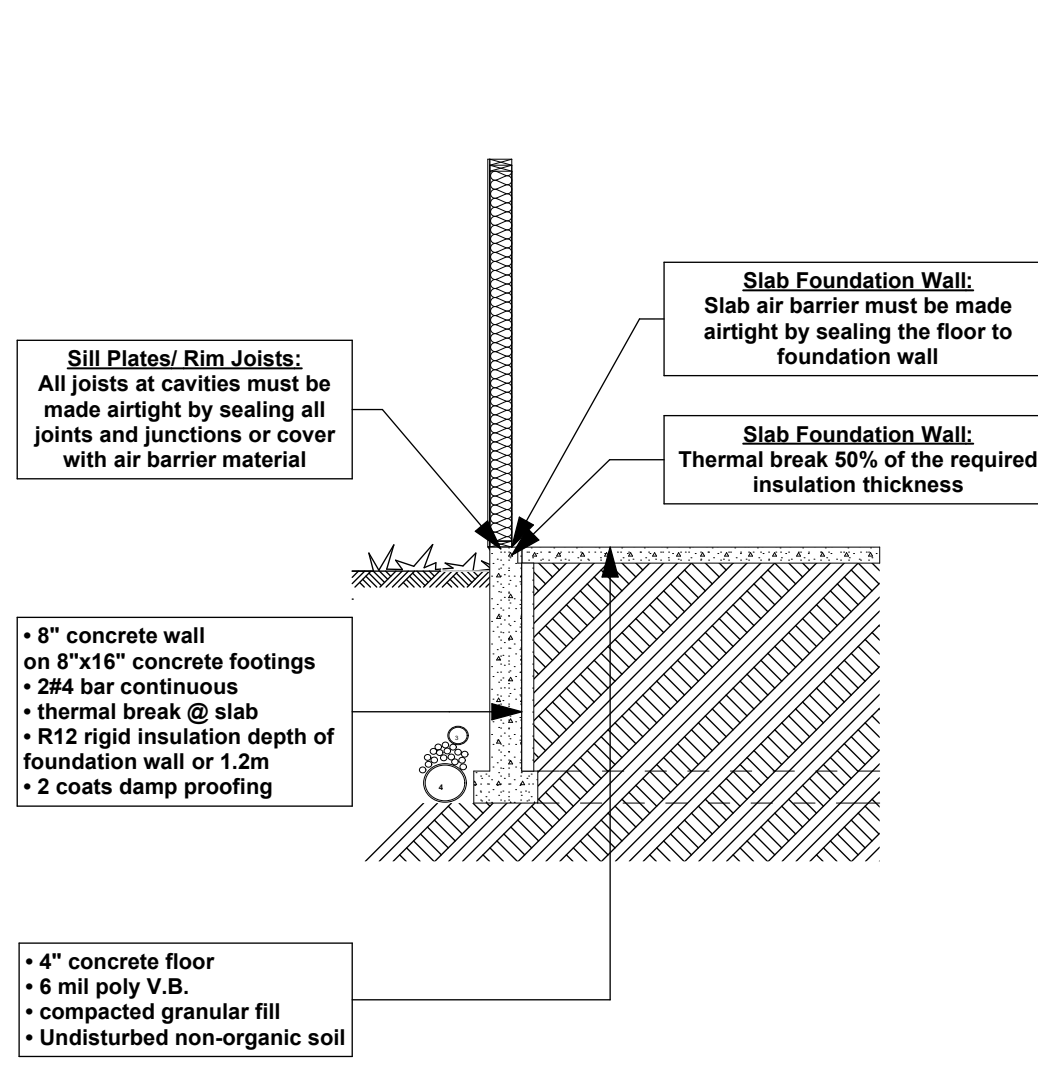 Slab Foundation Wall:
Slab air barrier must be made
airtight by sealing the floor to
foundation wall
Sill Plates/ Rim Joists:
All joists at cavities must be
made airtight by sealing all
joints and junctions or cover
with air barrier material
Slab Foundation Wall:
Thermal break 50% of the required
insulation thickness
• 8" concrete wall
on 8"x16" concrete footings
• 2#4 bar continuous
• thermal break @ slab
• R12 rigid insulation depth of
foundation wall or 1.2m
• 2 coats damp proofing
3
4
• 4" concrete floor
• 6 mil poly V.B.
• compacted granular fill
• Undisturbed non-organic soil